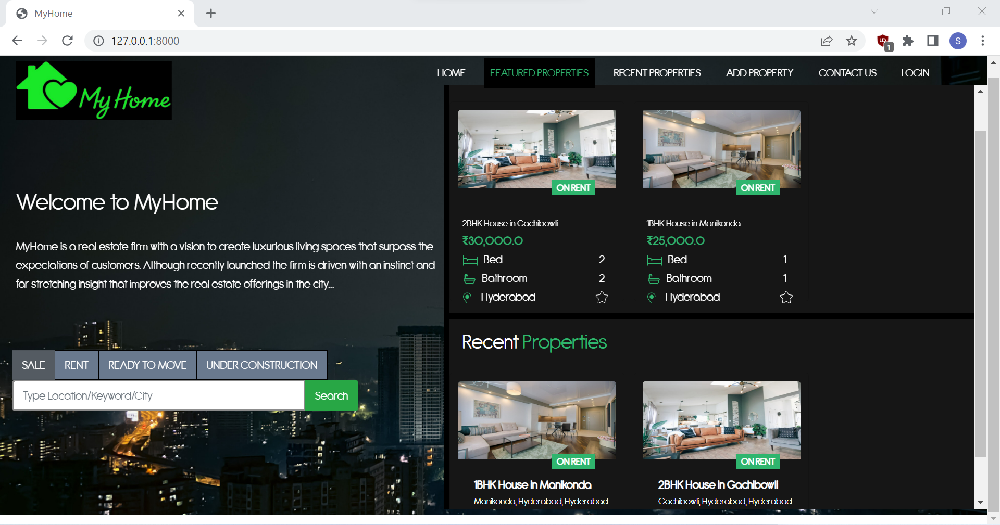 MyHome
127.0.0.1:8000
1
S
My Home
HOME
FEATURED PROPERTIES
RECENT PROPERTIES
ADD PROPERTY
CONTACT US
LOGIN
Welcome to MyHome
MyHome is a real estate firm with a vision to create luxurious living spaces that surpass the
expectations of customers. Although recently launched the firm is driven with an instinct and
far stretching insight that improves the real estate offerings in the city...
SALE
RENT
READY TO MOVE
UNDER CONSTRUCTION
Type Location/Keyword/City
Search
ON RENT
2BHK House in Gachibowli
₹30,000.0
Bed 2
Bathroom 2
Hyderabad
ON RENT
1BHK House in Manikonda
₹25,000.0
Bed 1
Bathroom 1
Hyderabad
Recent Properties
ON RENT
1BHK House in Manikonda
Manikonda, Hyderabad, Hyderabad
ON RENT
2BHK House in Gachibowli
Gachibowli, Hyderabad, Hyderabad